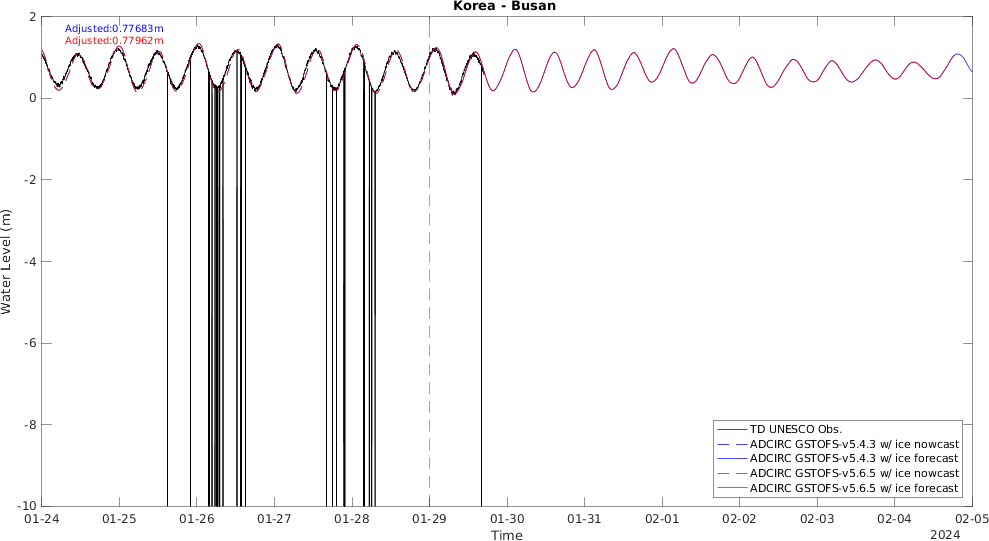 Korea - Busan
Adjusted:0.77683m
Adjusted:0.77962m
Water Level (m)
2
0
-2
-4
-6
-8
-10
TD UNESCO Obs.
ADCIRC GSTOFS-v5.4.3 w/ ice nowcast
ADCIRC GSTOFS-v5.4.3 w/ ice forecast
ADCIRC GSTOFS-v5.6.5 w/ ice nowcast
ADCIRC GSTOFS-v5.6.5 w/ ice forecast
01-24 01-25 01-26 01-27 01-28 01-29 01-30 01-31 02-01 02-02 02-03 02-04 02-05
Time
2024